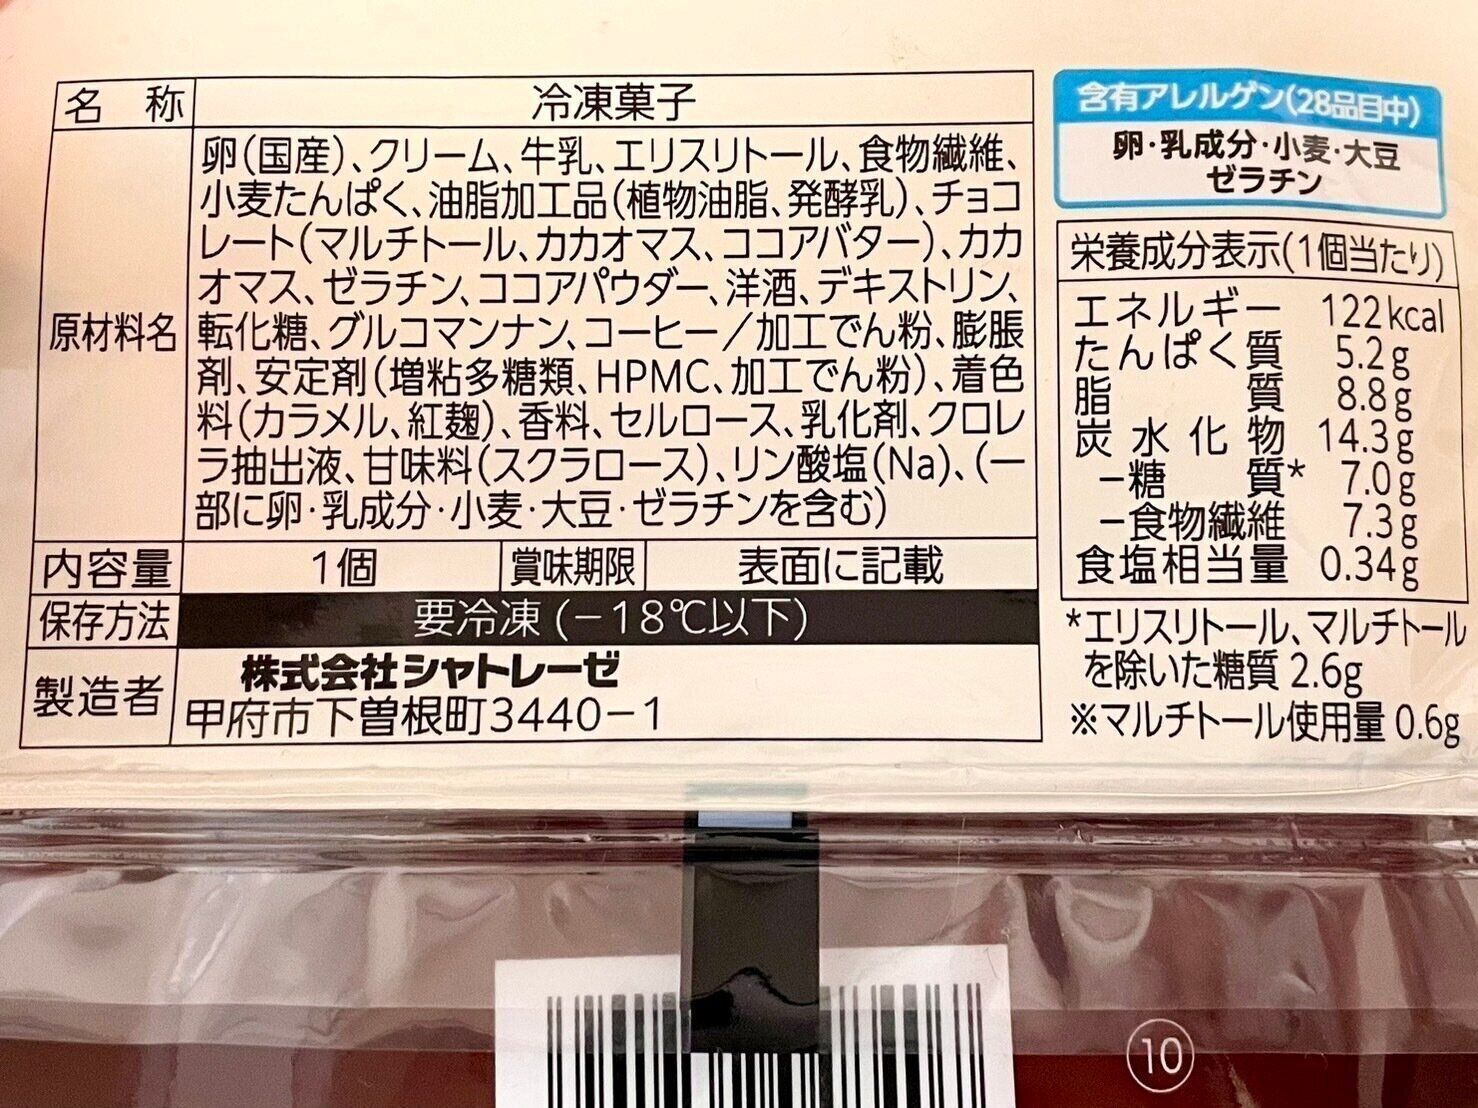 名 称 冷凍菓子
原材料名
卵(国産)、クリーム、牛乳、エリスリトール、食物繊維、
小麦たんぱく、油脂加工品(植物油脂、発酵乳)、チョコ
レート(マルチトール、カカオマス、ココアバター)、カカ
オマス、ゼラチン、ココアパウダー、洋酒、デキストリン、
転化糖、グルコマンナン、コーヒー/加工でん粉、膨脹
剤、安定剤(増粘多糖類、HPMC、加工でん粉)、着色
料(カラメル、紅麹)、香料、セルロース、乳化剤、クロレ
ラ抽出液、甘味料(スクラロース)、リン酸塩(Na)、(一
部に卵・乳成分・小麦・大豆・ゼラチンを含む)
内容量 1個 賞味期限 表面に記載
保存方法 要冷凍(-18℃以下)
製造者 株式会社シャトレーゼ
甲府市下曽根町3440-1
含有アレルゲン(28品目中)
卵・乳成分・小麦・大豆
ゼラチン
栄養成分表示(1個当たり)
エネルギー 122kcal
たんぱく質 5.2g
脂質 8.8g
炭水化物 14.3g
-糖質* 7.0g
-食物繊維 7.3g
食塩相当量 0.34g
*エリスリトール、マルチトール
を除いた糖質 2.6g
※マルチトール使用量 0.6g
10